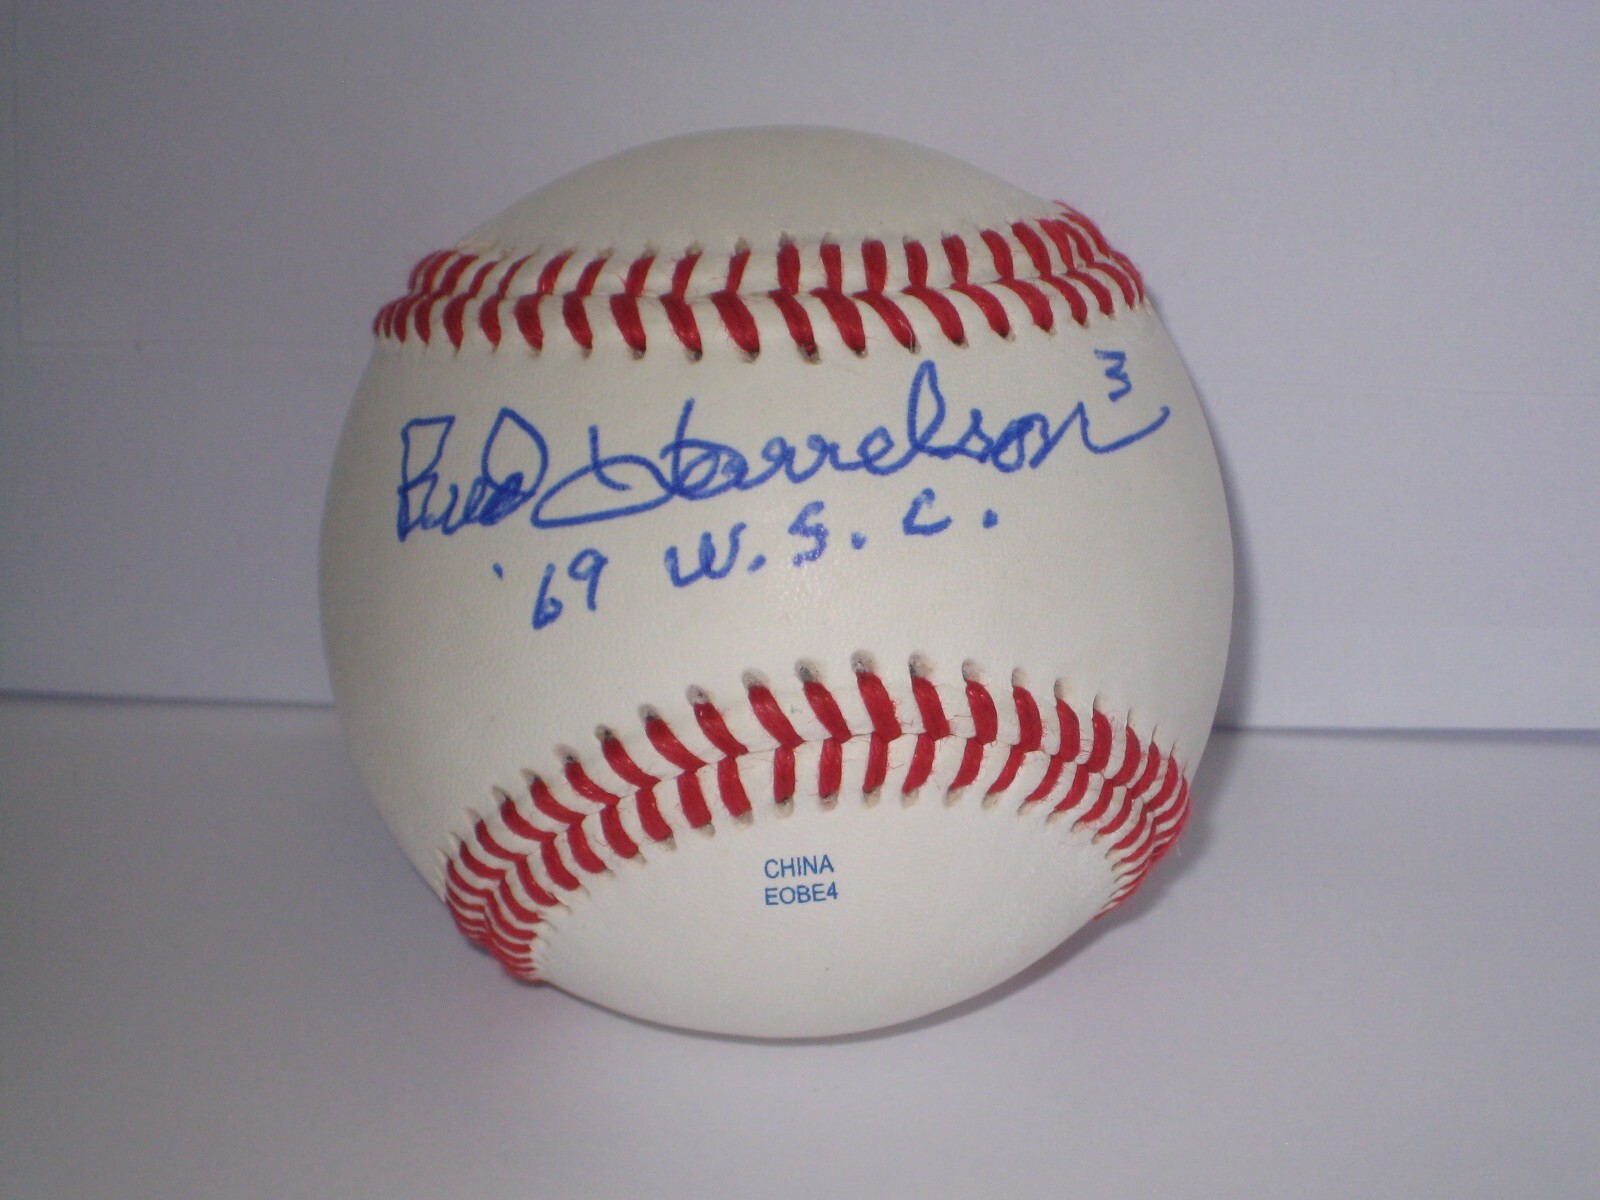 Bud Harrelson 3
'69 W.S.C.
CHINA
EOBE4